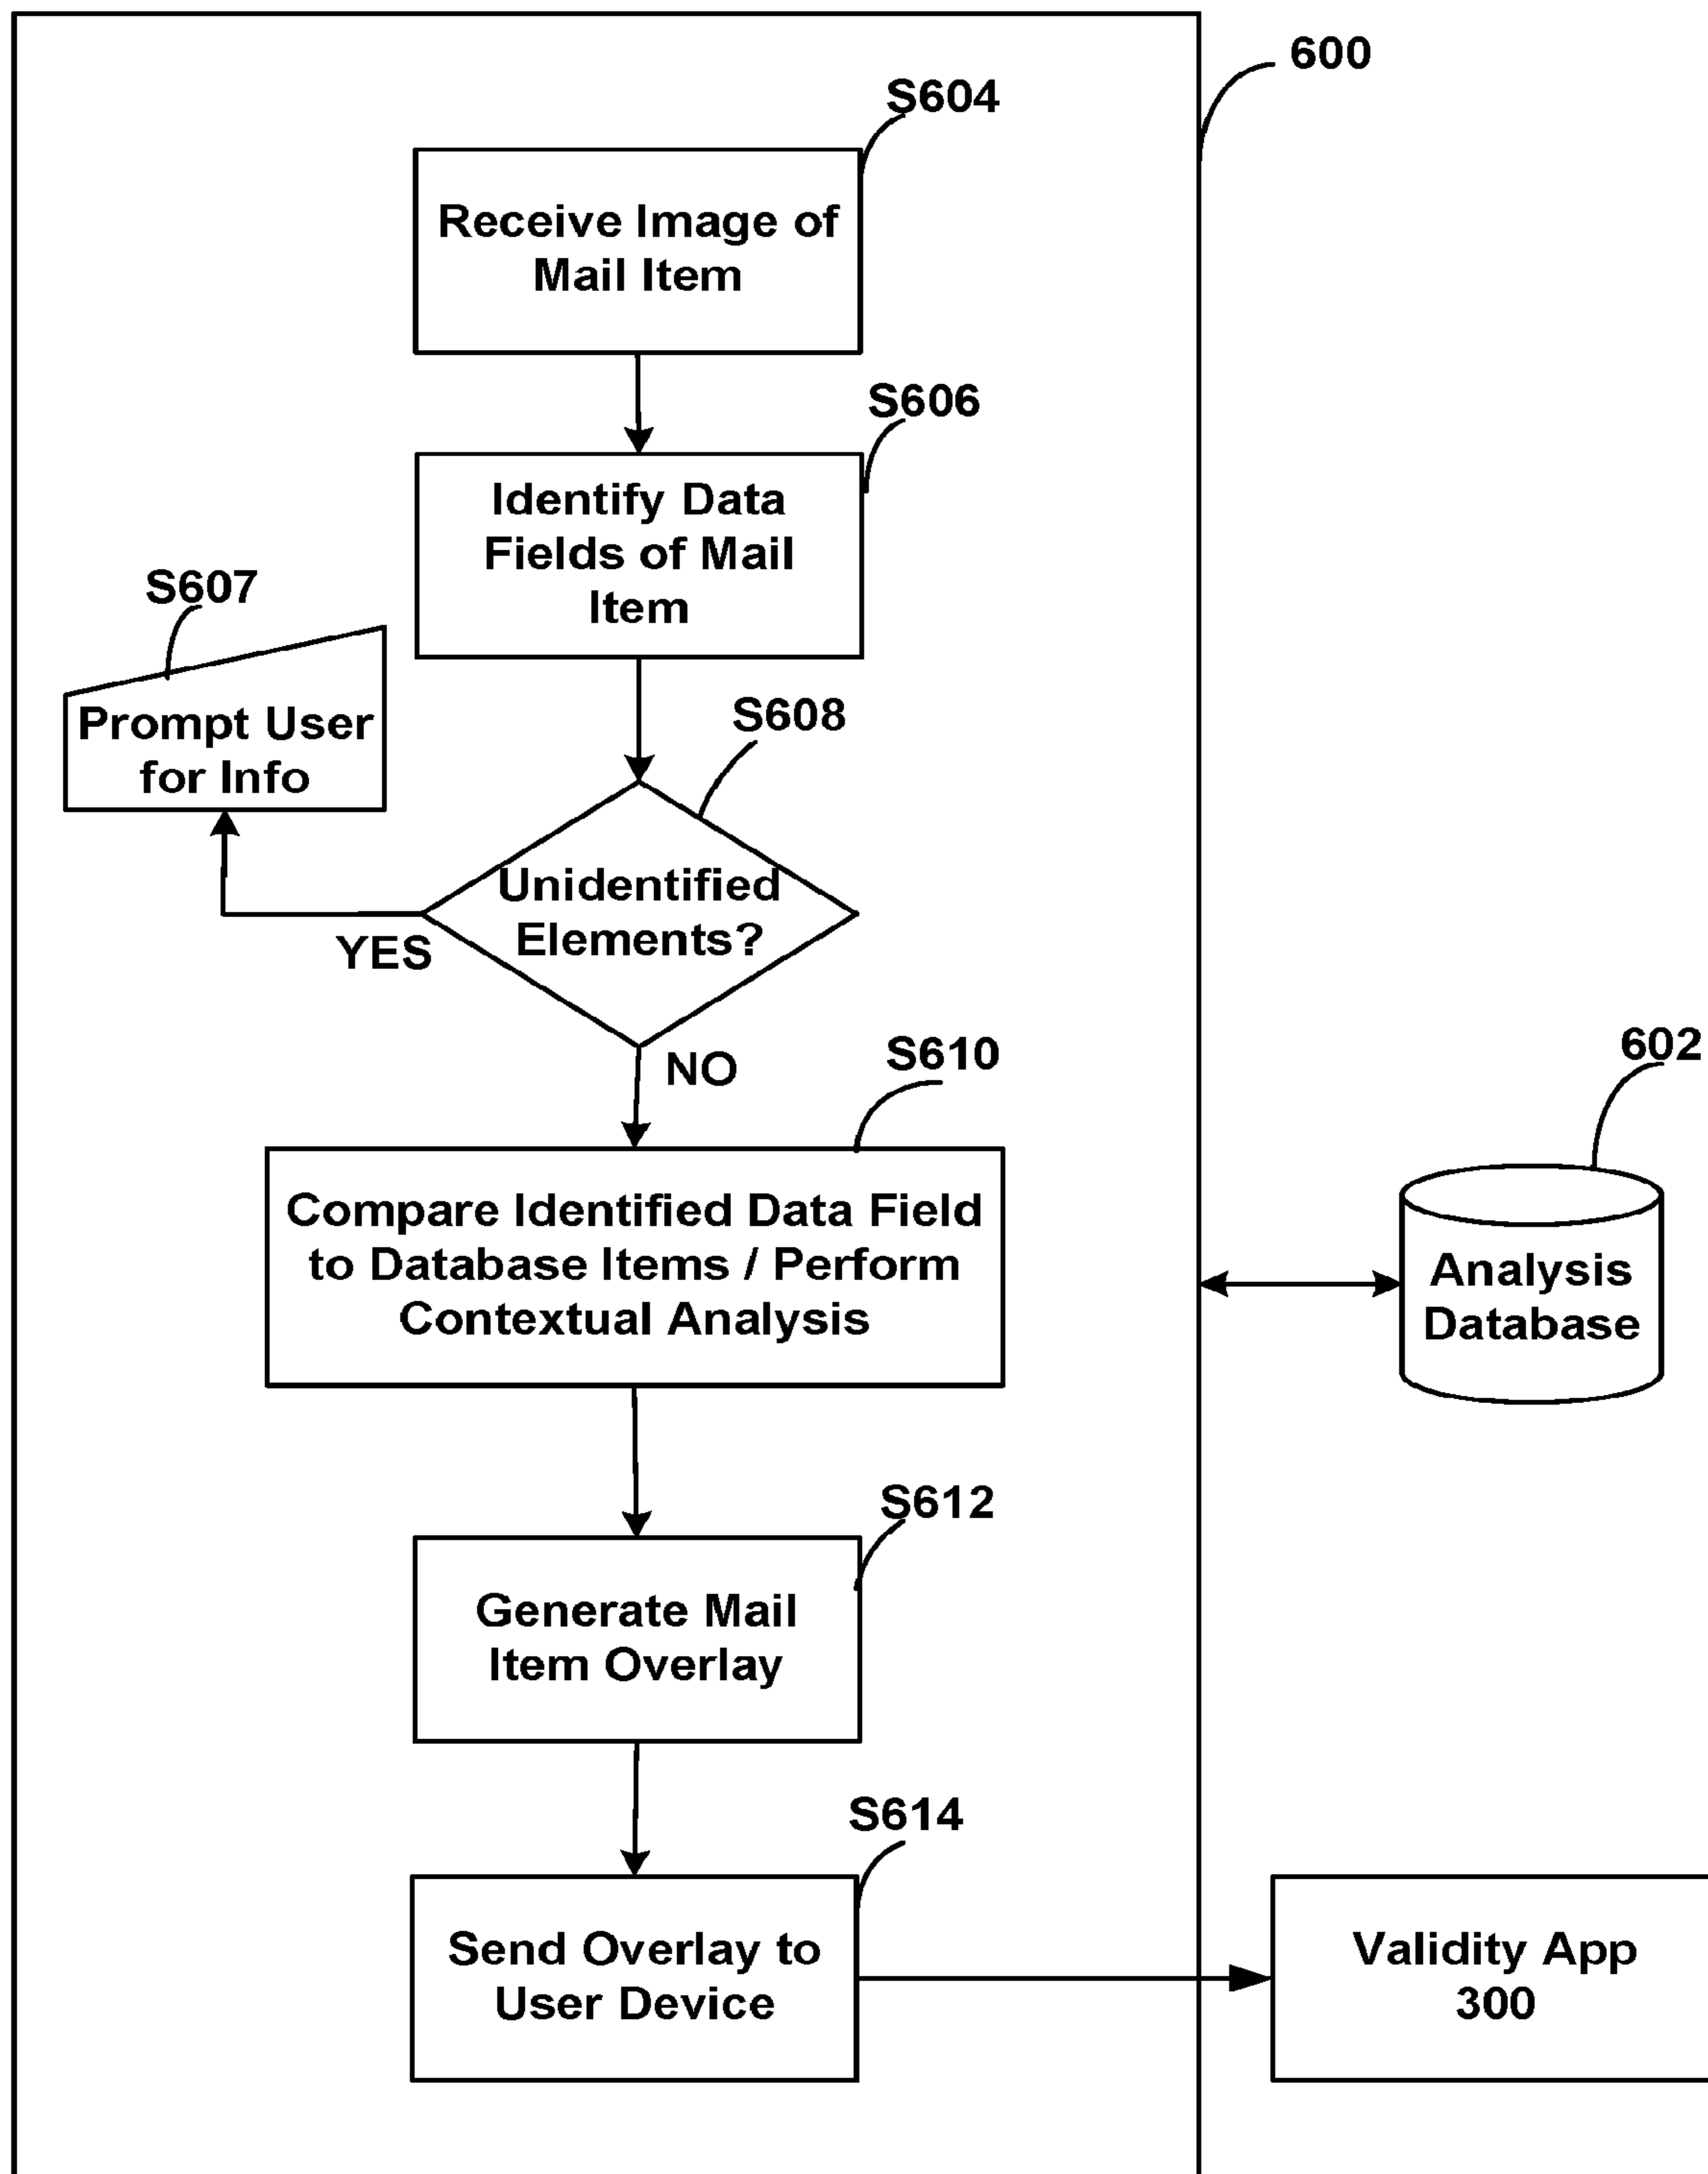 600
S604
Receive Image of
Mail Item
S606
Identify Data
Fields of Mail
Item
S607
Prompt User
for Info
S608
Unidentified
Elements?
YES
NO
S610
Compare Identified Data Field
to Database Items / Perform
Contextual Analysis
602
Analysis
Database
S612
Generate Mail
Item Overlay
S614
Send Overlay to
User Device
Validity App
300